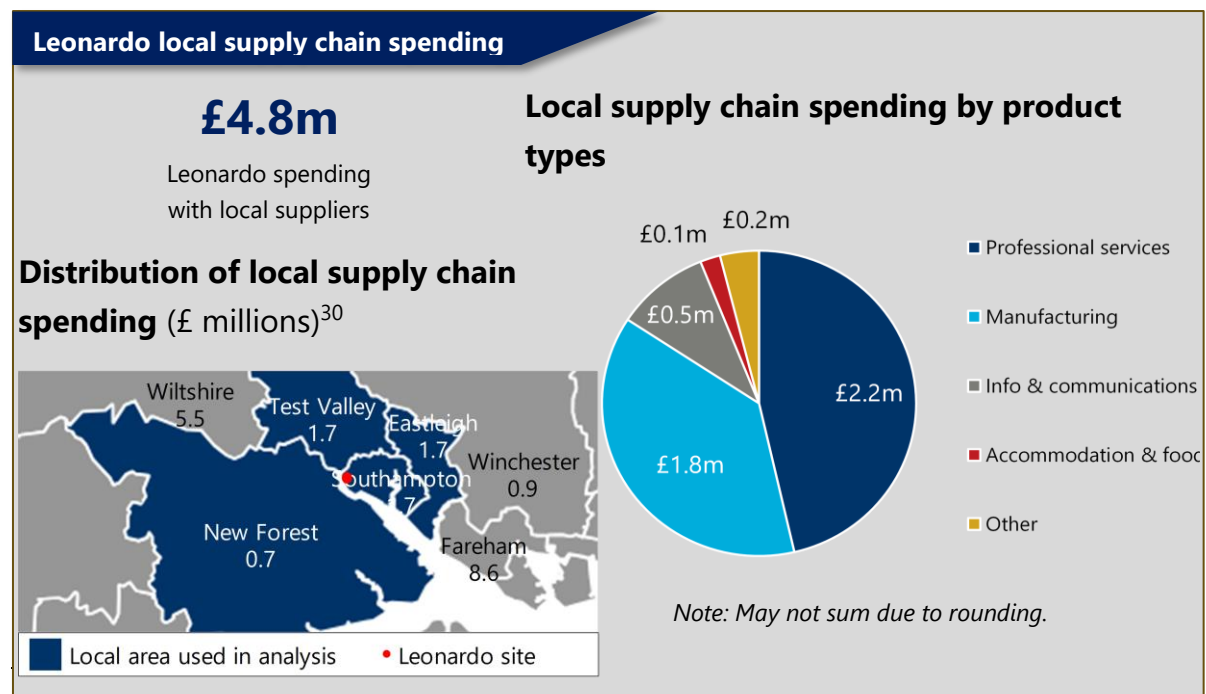 Leonardo local supply chain spending
£4.8m
Leonardo spending
with local suppliers
Distribution of local supply chain
spending (£ millions)30
Wiltshire
5.5
Test Valley
1.7
Eastleigh
1.7
Winchester
0.9
Southampton
New Forest
0.7
Fareham
8.6
Local area used in analysis
Leonardo site
Local supply chain spending by product
types
£0.1m
£0.2m
£0.5m
£2.2m
£1.8m
Professional services
Manufacturing
Info & communications
Accommodation & food
Other
Note: May not sum due to rounding.